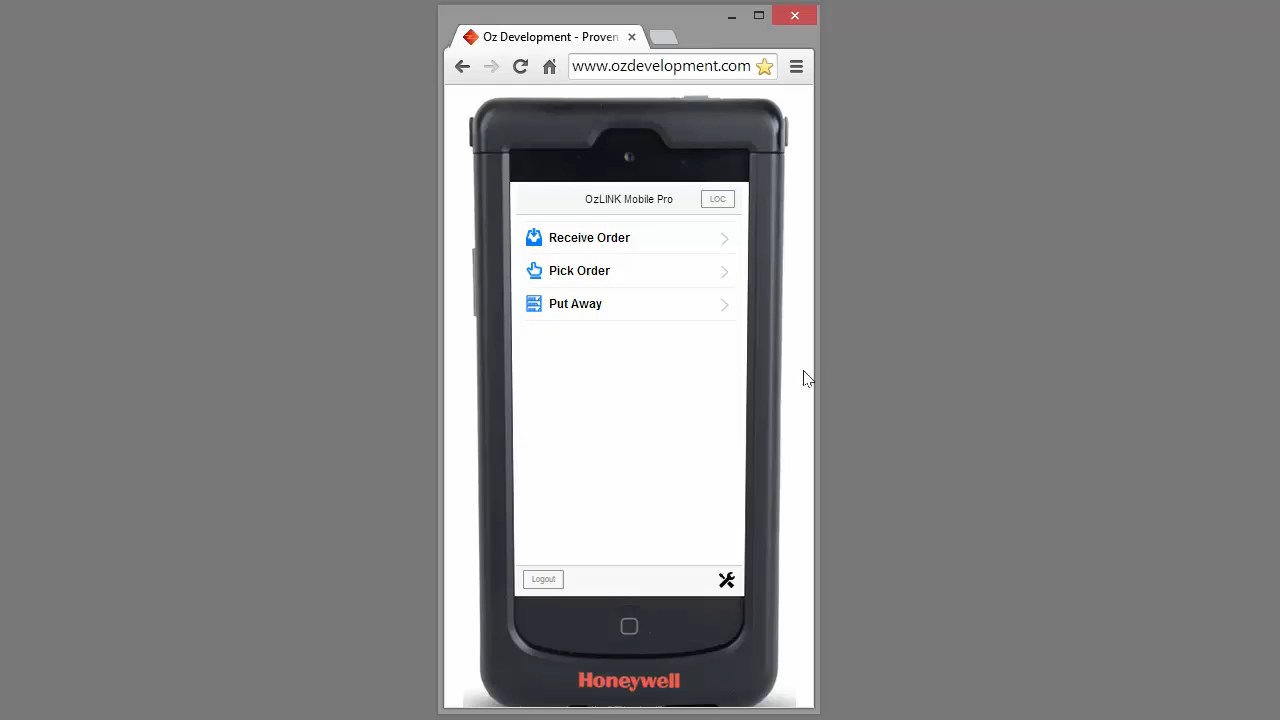 Oz Development - Proven
www.ozdevelopment.com
OzLINK Mobile Pro
LOC
Receive Order
Pick Order
Put Away
Logout
Honeywell